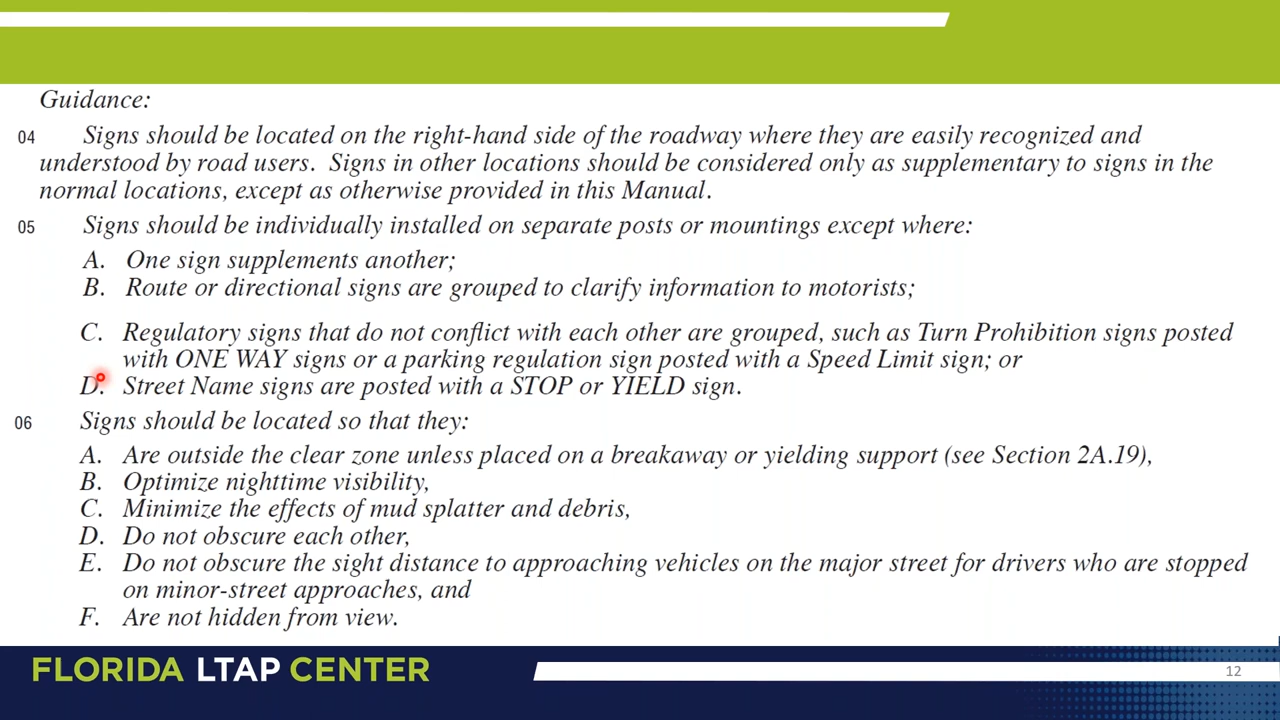 Guidance:
04 Signs should be located on the right-hand side of the roadway where they are easily recognized and
understood by road users. Signs in other locations should be considered only as supplementary to signs in the
normal locations, except as otherwise provided in this Manual.
05 Signs should be individually installed on separate posts or mountings except where:
A. One sign supplements another;
B. Route or directional signs are grouped to clarify information to motorists;
C. Regulatory signs that do not conflict with each other are grouped, such as Turn Prohibition signs posted
with ONE WAY signs or a parking regulation sign posted with a Speed Limit sign; or
D. Street Name signs are posted with a STOP or YIELD sign.
06 Signs should be located so that they:
A. Are outside the clear zone unless placed on a breakaway or yielding support (see Section 2A.19),
B. Optimize nighttime visibility,
C. Minimize the effects of mud splatter and debris,
D. Do not obscure each other,
E. Do not obscure the sight distance to approaching vehicles on the major street for drivers who are stopped
on minor-street approaches, and
F. Are not hidden from view.
FLORIDA LTAP CENTER
12